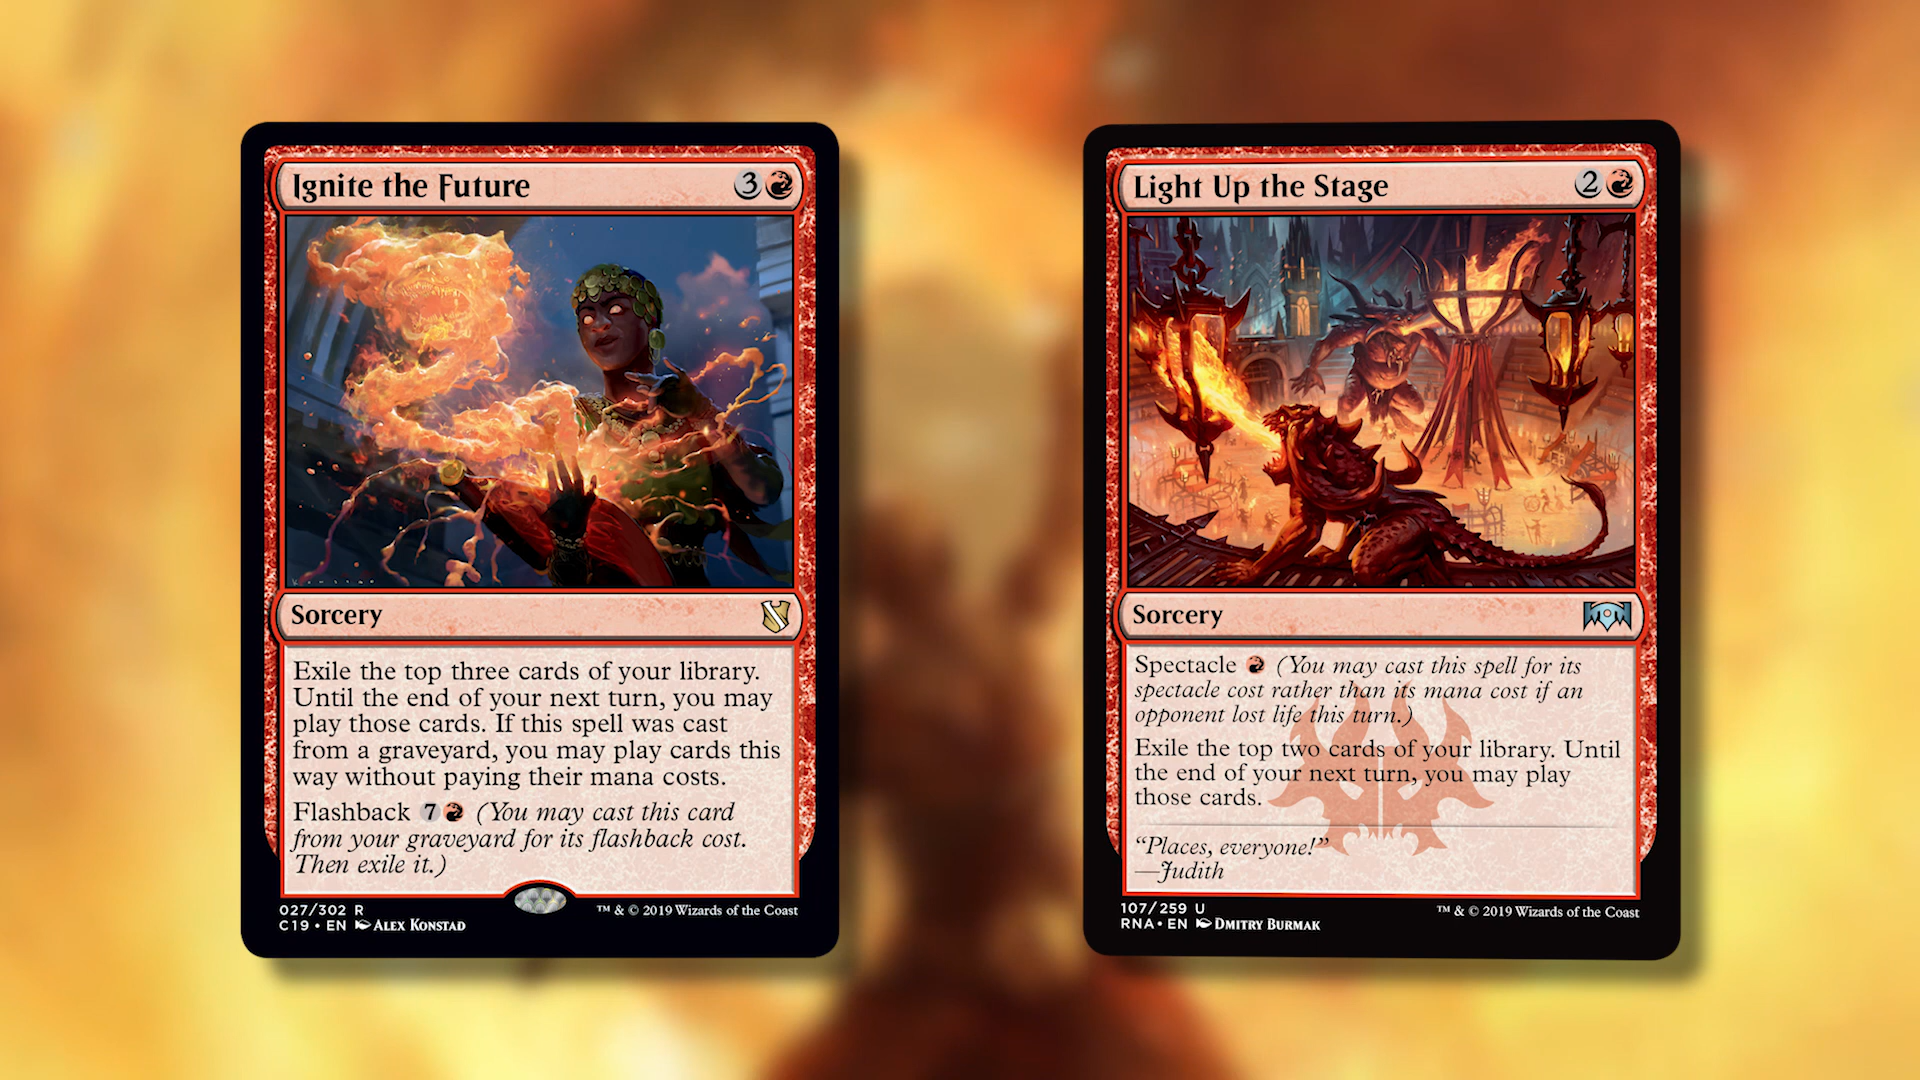 Ignite the Future 3
Sorcery
Exile the top three cards of your library.
Until the end of your next turn, you may
play those cards. If this spell was cast
from a graveyard, you may play cards this
way without paying their mana costs.
Flashback 7 (You may cast this card
from your graveyard for its flashback cost.
Then exile it.)
027/302 R
C19 • EN ALEX KONSTAD
™ & © 2019 Wizards of the Coast
Light Up the Stage 2
Sorcery
Spectacle (You may cast this spell for its
spectacle cost rather than its mana cost if an
opponent lost life this turn.)
Exile the top two cards of your library. Until
the end of your next turn, you may play
those cards.
“Places, everyone!”
—Judith
107/259 U
RNA • EN DMITRY BURMAK
™ & © 2019 Wizards of the Coast